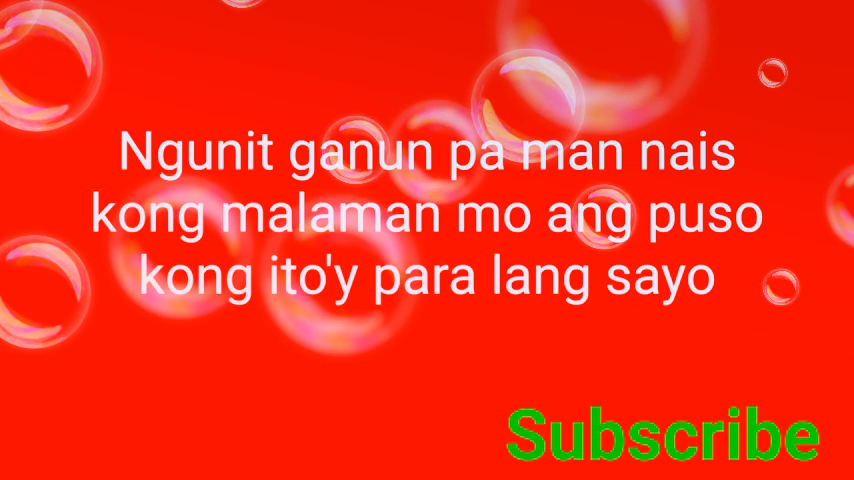 Ngunit ganun pa man nais
kong malaman mo ang puso
kong ito'y para lang sayo
Subscribe